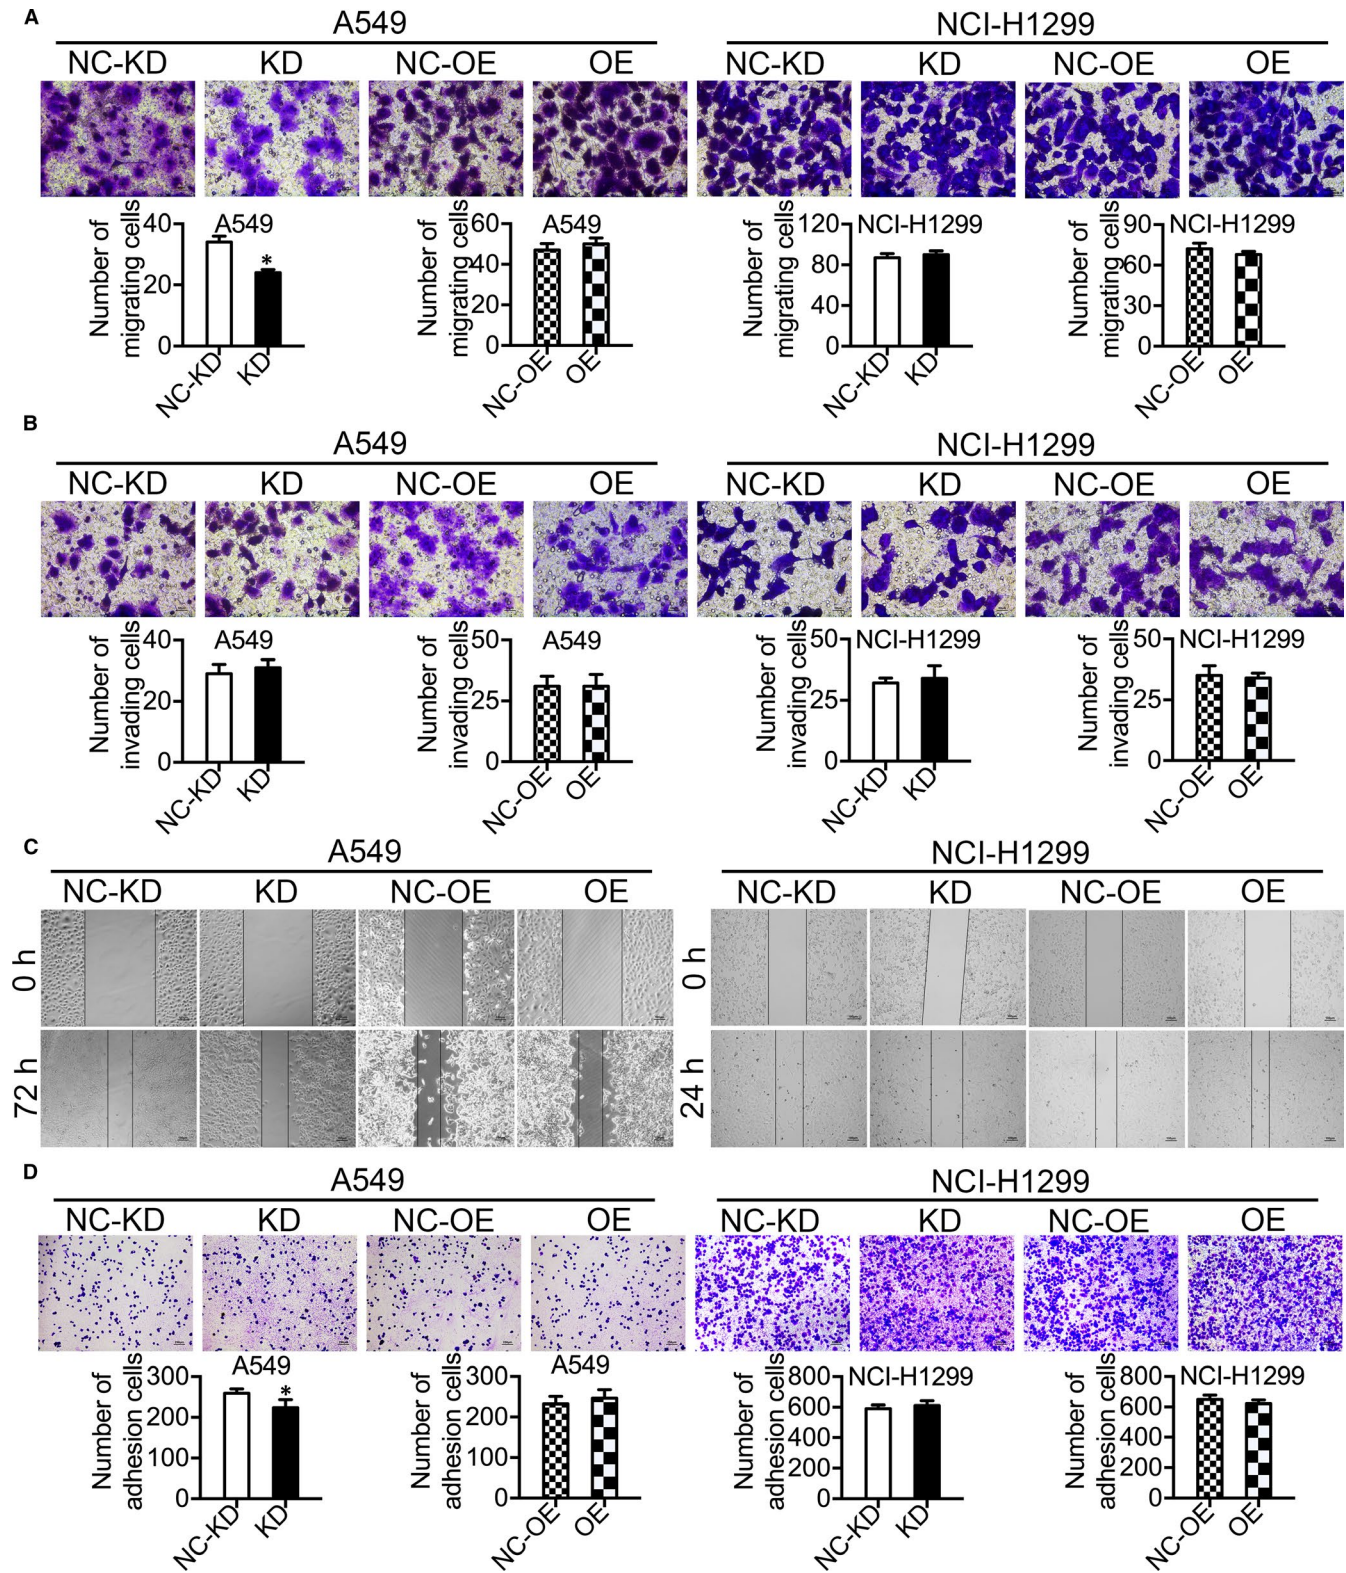 A
A549 NCI-H1299
NC-KD KD NC-OE OE NC-KD KD NC-OE OE
Number of migrating cells
40
20
0
A549
*
NC-KD KD
Number of migrating cells
60
40
20
0
A549
NC-OE OE
Number of migrating cells
120
80
40
0
NCI-H1299
NC-KD KD
Number of migrating cells
90
60
30
0
NCI-H1299
NC-OE OE
B
A549 NCI-H1299
NC-KD KD NC-OE OE NC-KD KD NC-OE OE
Number of invading cells
40
20
0
A549
NC-KD KD
Number of invading cells
50
25
0
A549
NC-OE OE
Number of invading cells
50
25
0
NCI-H1299
NC-KD KD
Number of invading cells
50
25
0
NCI-H1299
NC-OE OE
C
A549 NCI-H1299
NC-KD KD NC-OE OE NC-KD KD NC-OE OE
0 h 0 h
72 h 24 h
D
A549 NCI-H1299
NC-KD KD NC-OE OE NC-KD KD NC-OE OE
Number of adhesion cells
300
200
100
0
A549
*
NC-KD KD
Number of adhesion cells
300
200
100
0
A549
NC-OE OE
Number of adhesion cells
800
600
400
200
0
NCI-H1299
NC-KD KD
Number of adhesion cells
800
600
400
200
0
NCI-H1299
NC-OE OE